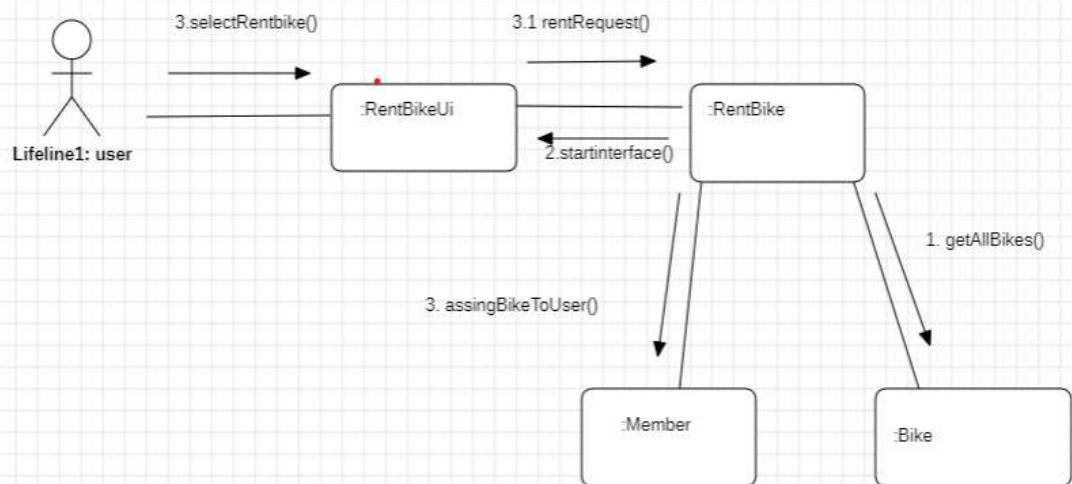 3.selectRentbike()
3.1 rentRequest()
:RentBikeUi
:RentBike
2.startinterface()
Lifeline1: user
1. getAllBikes()
3. assingBikeToUser()
:Member
:Bike